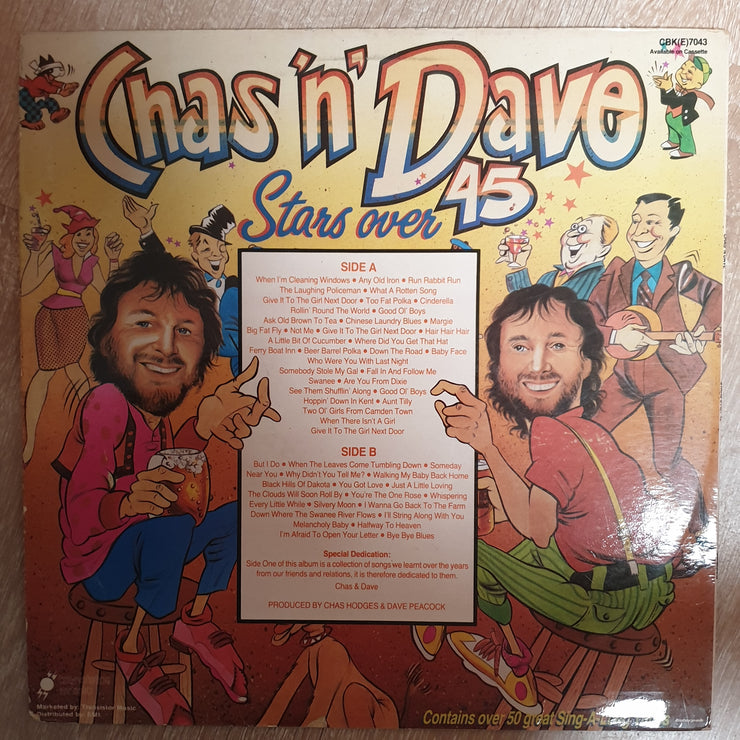 CBK(E)7043
Available on Cassette
Chas 'n' Dave
Stars over 45
SIDE A
When I'm Cleaning Windows • Any Old Iron • Run Rabbit Run
The Laughing Policeman • What A Rotten Song
Give It To The Girl Next Door • Too Fat Polka • Cinderella
Rollin' Round The World • Good Ol' Boys
Ask Old Brown To Tea • Chinese Laundry Blues • Margie
Big Fat Fly • Not Me • Give It To The Girl Next Door • Hair Hair Hair
A Little Bit Of Cucumber • Where Did You Get That Hat
Ferry Boat Inn • Beer Barrel Polka • Down The Road • Baby Face
Who Were You With Last Night
Somebody Stole My Gal • Fall In And Follow Me
Swanee • Are You From Dixie
See Them Shufflin' Along • Good Ol' Boys
Hoppin' Down In Kent • Aunt Tilly
Two Ol' Girls From Camden Town
When There Isn't A Girl
Give It To The Girl Next Door
SIDE B
But I Do • When The Leaves Come Tumbling Down • Someday
Near You • Why Didn't You Tell Me? • Walking My Baby Back Home
Black Hills Of Dakota • You Got Love • Just A Little Loving
The Clouds Will Soon Roll By • You're The One Rose • Whispering
Every Little While • Silvery Moon • I Wanna Go Back To The Farm
Down Where The Swanee River Flows • I'll String Along With You
Melancholy Baby • Halfway To Heaven
I'm Afraid To Open Your Letter • Bye Bye Blues
Special Dedication:
Side One of this album is a collection of songs we learnt over the years
from our friends and relations, it is therefore dedicated to them.
Chas & Dave
PRODUCED BY CHAS HODGES & DAVE PEACOCK
Marketed by: Transistor Music
Distributed by: EMI.
Contains over 50 great Sing-A-